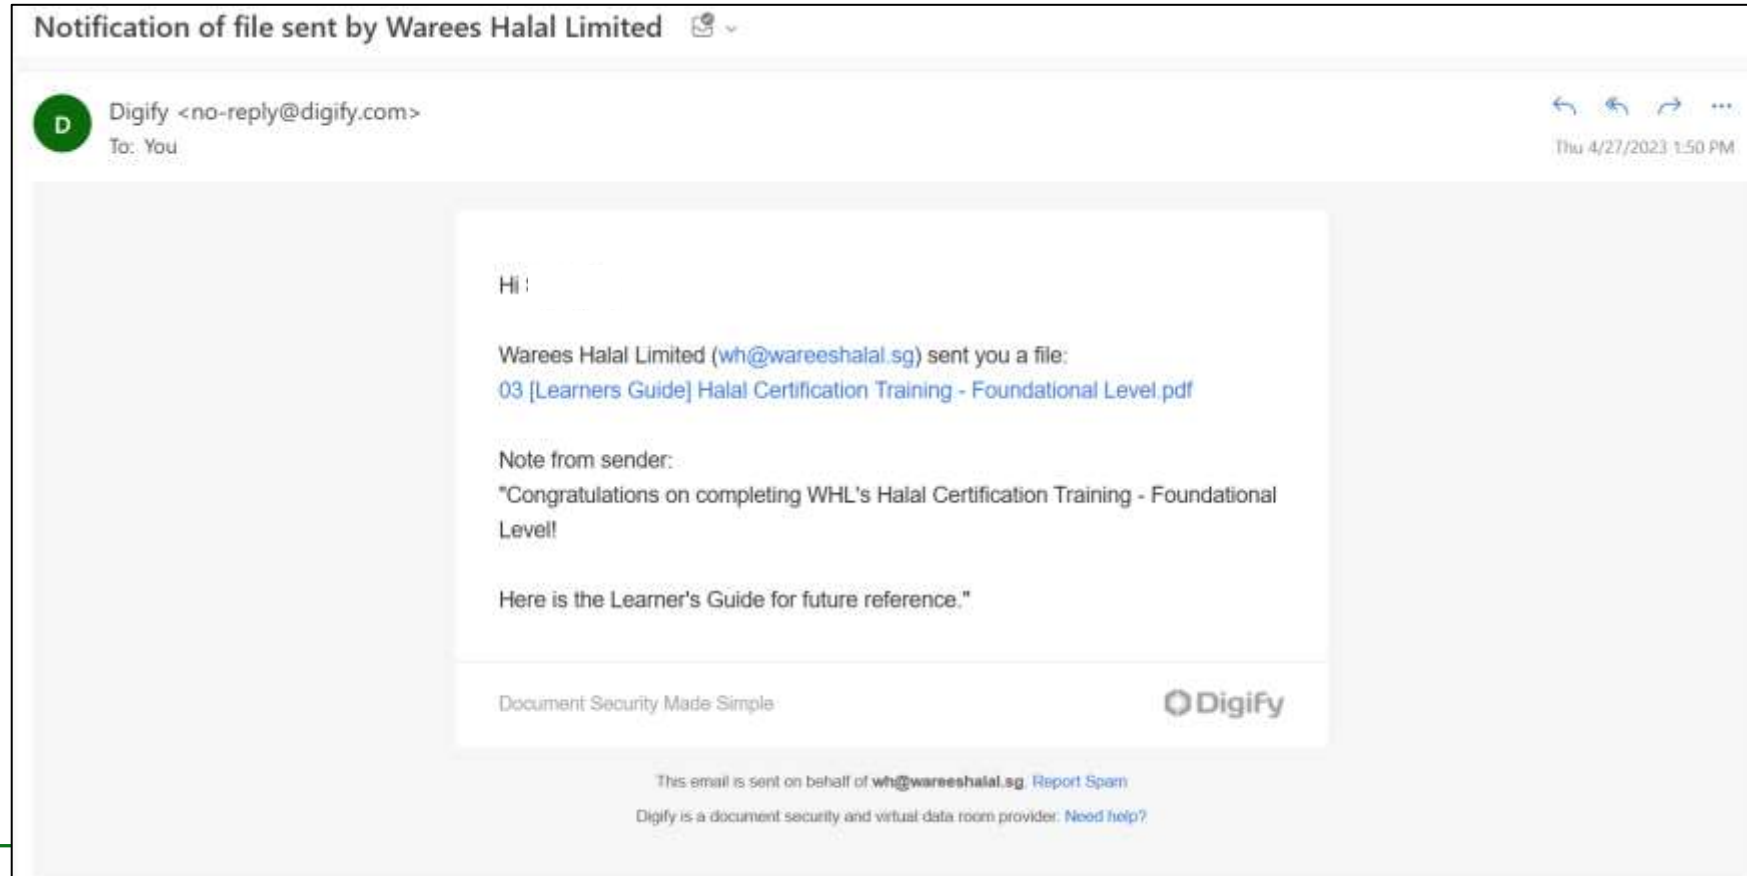 Notification of file sent by Warees Halal Limited
D
Digify <no-reply@digify.com>
To: You
Thu 4/27/2023 1:50 PM
Hi
Warees Halal Limited (wh@wareeshalal.sg) sent you a file:
03 [Learners Guide] Halal Certification Training - Foundational Level.pdf
Note from sender:
"Congratulations on completing WHL's Halal Certification Training - Foundational
Level!
Here is the Learner's Guide for future reference."
Document Security Made Simple
Digify
This email is sent on behalf of wh@wareeshalal.sg. Report Spam
Digify is a document security and virtual data room provider. Need help?